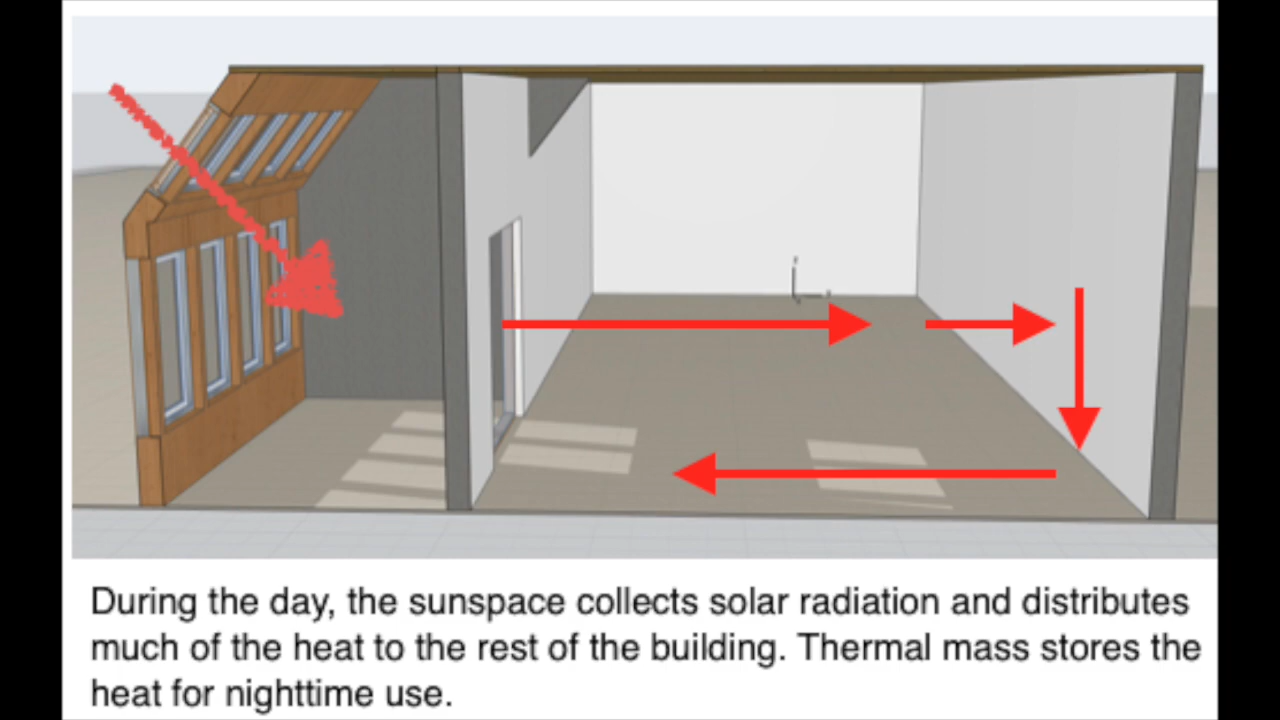 During the day, the sunspace collects solar radiation and distributes
much of the heat to the rest of the building. Thermal mass stores the
heat for nighttime use.